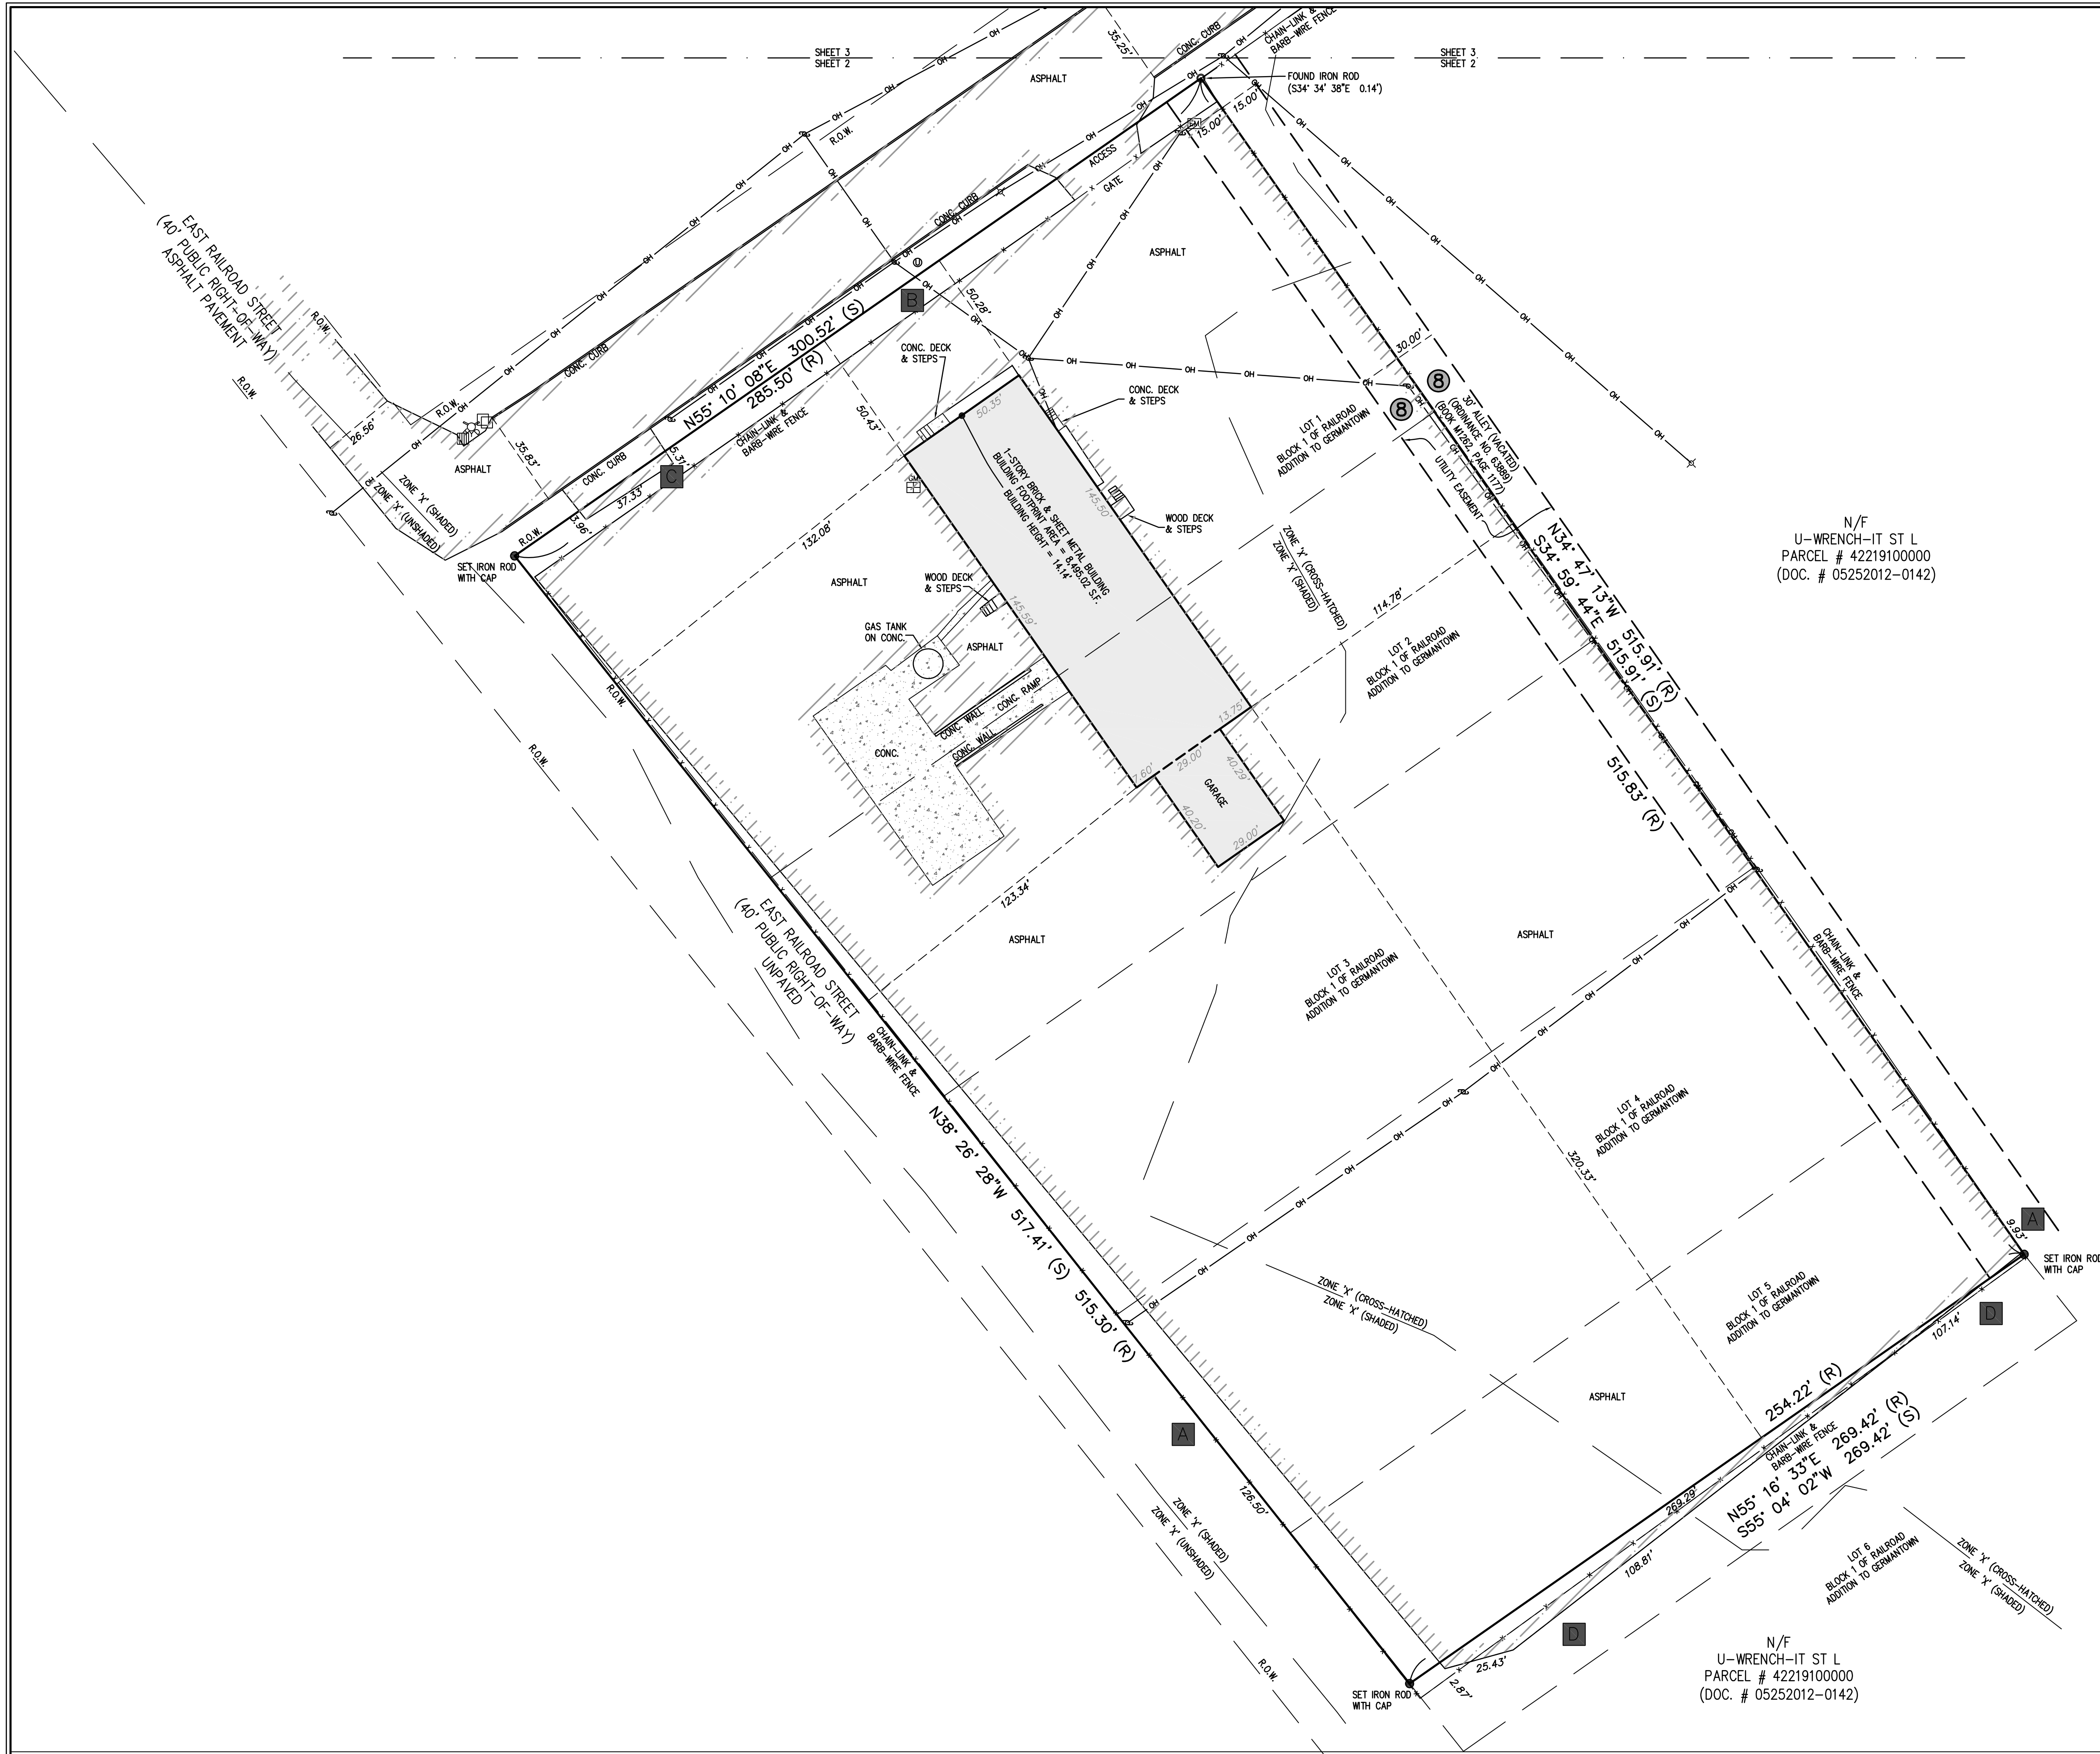 SHEET 3
SHEET 2
SHEET 3
SHEET 2
35.25'
CONC. CURB
CHAIN-LINK &
BARB-WIRE FENCE
ASPHALT
FOUND IRON ROD
(S34° 34' 38"E 0.14')
15.00'
15.00'
R.O.W.
ACCESS
GATE
CONC. CURB
ASPHALT
EAST RAILROAD STREET
(40' PUBLIC RIGHT-OF-WAY)
ASPHALT PAVEMENT
R.O.W.
R.O.W.
R.O.W.
26.56'
CONC. CURB
ASPHALT
35.83'
ZONE 'X' (SHADED)
ZONE 'X' (UNSHADED)
B
N55° 10' 08"E 300.52' (S)
285.50' (R)
50.28'
CONC. DECK
& STEPS
CHAIN-LINK &
BARB-WIRE FENCE
50.43'
CONC. CURB
5.31'
C
37.33'
3.96'
R.O.W.
SET IRON ROD
WITH CAP
50.35'
CONC. DECK
& STEPS
1-STORY BRICK & SHEET METAL BUILDING
BUILDING FOOTPRINT AREA = 8,495.02 S.F.
BUILDING HEIGHT = 14.14'
145.50'
WOOD DECK
& STEPS
132.08'
ASPHALT
WOOD DECK
& STEPS
145.59'
GAS TANK
ON CONC.
ASPHALT
CONC. WALL
CONC. RAMP
CONC. WALL
CONC.
7.60'
29.00'
13.75'
40.29'
GARAGE
40.20'
29.00'
30.00'
8
8
30' ALLEY (VACATED)
(ORDINANCE NO. 63889)
(BOOK M1262, PAGE 1177)
UTILITY EASEMENT
LOT 1
BLOCK 1 OF RAILROAD
ADDITION TO GERMANTOWN
ZONE 'X' (CROSS-HATCHED)
ZONE 'X' (SHADED)
114.78'
N34° 47' 13"W 515.91' (R)
S34° 59' 44"E 515.91' (S)
515.83' (R)
N/F
U-WRENCH-IT ST L
PARCEL # 42219100000
(DOC. # 05252012-0142)
LOT 2
BLOCK 1 OF RAILROAD
ADDITION TO GERMANTOWN
R.O.W.
R.O.W.
123.34'
ASPHALT
ASPHALT
EAST RAILROAD STREET
(40' PUBLIC RIGHT-OF-WAY)
UNPAVED
CHAIN-LINK &
BARB-WIRE FENCE
CHAIN-LINK &
BARB-WIRE FENCE
LOT 3
BLOCK 1 OF RAILROAD
ADDITION TO GERMANTOWN
N38° 26' 28"W 517.41' (S) 515.30' (R)
LOT 4
BLOCK 1 OF RAILROAD
ADDITION TO GERMANTOWN
320.33'
A
9.93'
SET IRON ROD
WITH CAP
ZONE 'X' (CROSS-HATCHED)
ZONE 'X' (SHADED)
LOT 5
BLOCK 1 OF RAILROAD
ADDITION TO GERMANTOWN
D
107.14'
A
ASPHALT
254.22' (R)
CHAIN-LINK &
BARB-WIRE FENCE
N55° 16' 33"E 269.42' (R)
S55° 04' 02"W 269.42' (S)
126.50'
269.29'
ZONE 'X' (SHADED)
ZONE 'X' (UNSHADED)
108.81'
LOT 6
BLOCK 1 OF RAILROAD
ADDITION TO GERMANTOWN
ZONE 'X' (CROSS-HATCHED)
ZONE 'X' (SHADED)
D
R.O.W.
25.43'
2.87'
SET IRON ROD
WITH CAP
N/F
U-WRENCH-IT ST L
PARCEL # 42219100000
(DOC. # 05252012-0142)